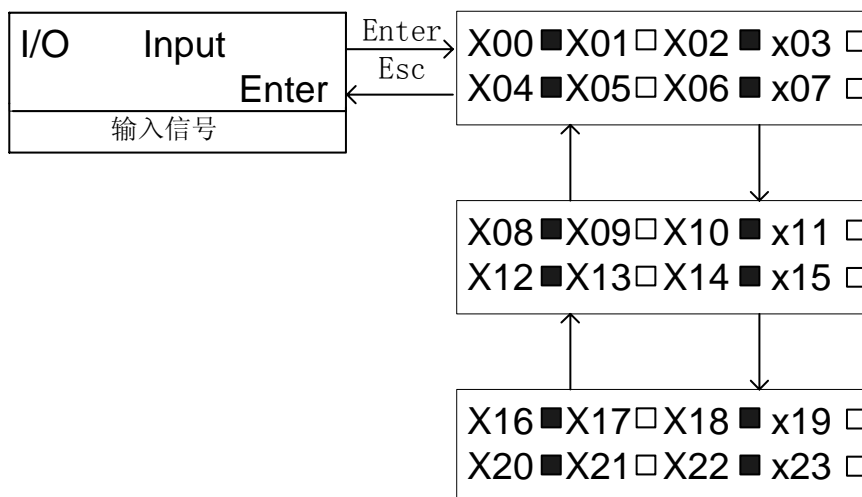 I/O Input
Enter
输入信号
Enter
Esc
X00 ■ X01 □ X02 ■ x03 □
X04 ■ X05 □ X06 ■ x07 □
X08 ■ X09 □ X10 ■ x11 □
X12 ■ X13 □ X14 ■ x15 □
X16 ■ X17 □ X18 ■ x19 □
X20 ■ X21 □ X22 ■ x23 □